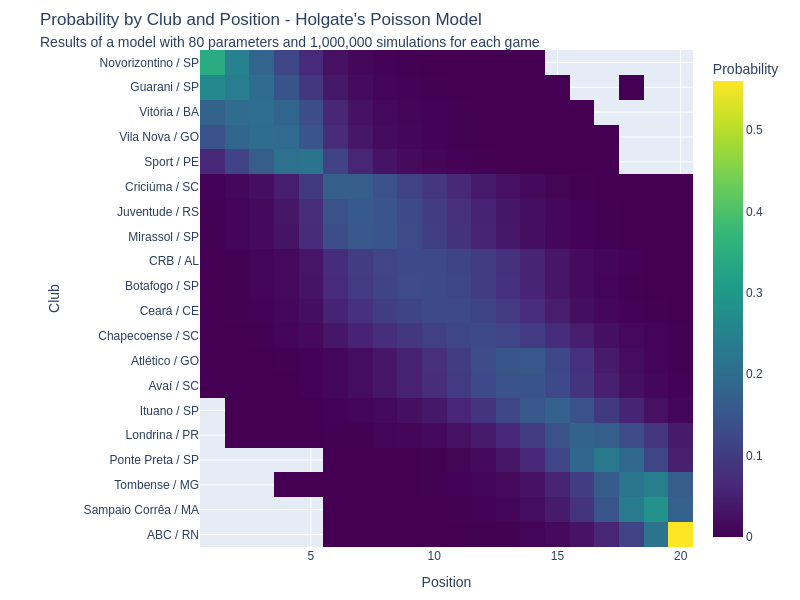 Probability by Club and Position - Holgate's Poisson Model
Results of a model with 80 parameters and 1,000,000 simulations for each game
Probability
Novorizontino / SP
Guarani / SP
Vitória / BA
Vila Nova / GO
Sport / PE
Criciúma / SC
Juventude / RS
Mirassol / SP
CRB / AL
Botafogo / SP
Ceará / CE
Chapecoense / SC
Atlético / GO
Avaí / SC
Ituano / SP
Londrina / PR
Ponte Preta / SP
Tombense / MG
Sampaio Corrêa / MA
ABC / RN
Club
5 10 15 20
Position
0.5
0.4
0.3
0.2
0.1
0